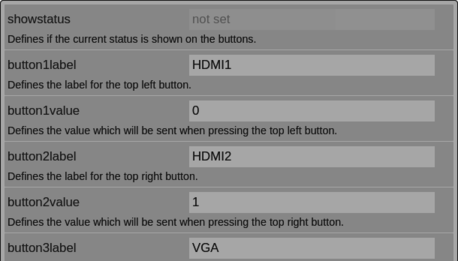 showstatus not set
Defines if the current status is shown on the buttons.
button1label HDMI1
Defines the label for the top left button.
button1value 0
Defines the value which will be sent when pressing the top left button.
button2label HDMI2
Defines the label for the top right button.
button2value 1
Defines the value which will be sent when pressing the top right button.
button3label VGA